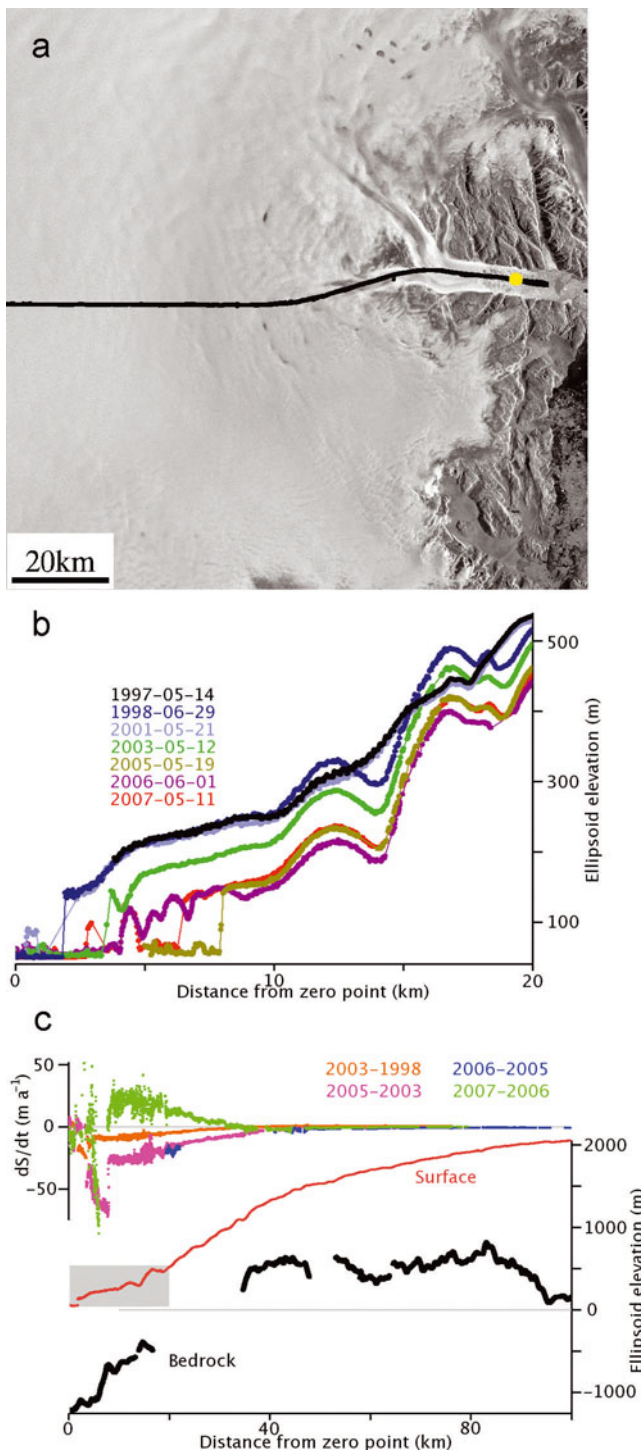 a
20km
b
1997-05-14
1998-06-29
2001-05-21
2003-05-12
2005-05-19
2006-06-01
2007-05-11
500
300
100
Ellipsoid elevation (m)
0
10
20
Distance from zero point (km)
c
50
0
-50
dS/dt (m a⁻¹)
2003-1998
2006-2005
2005-2003
2007-2006
Surface
Bedrock
2000
1000
0
-1000
Ellipsoid elevation (m)
0
40
80
Distance from zero point (km)